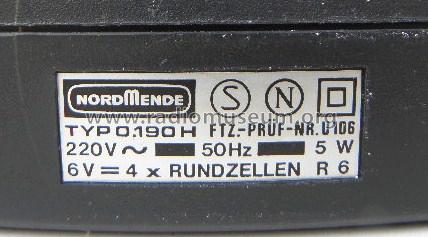 NORDMENDE S N
TYP 0.190 H FTZ.-PRÜF-NR. U 106
www.radiomuseum.org
220V ~ 50Hz 5 W
6V = 4 x RUNDZELLEN R 6